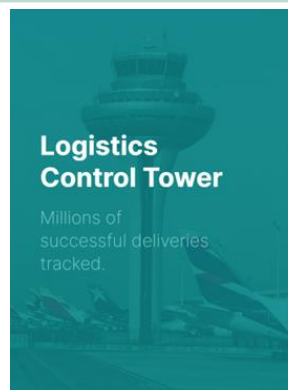 Logistics
Control Tower
Millions of
successful deliveries
tracked.